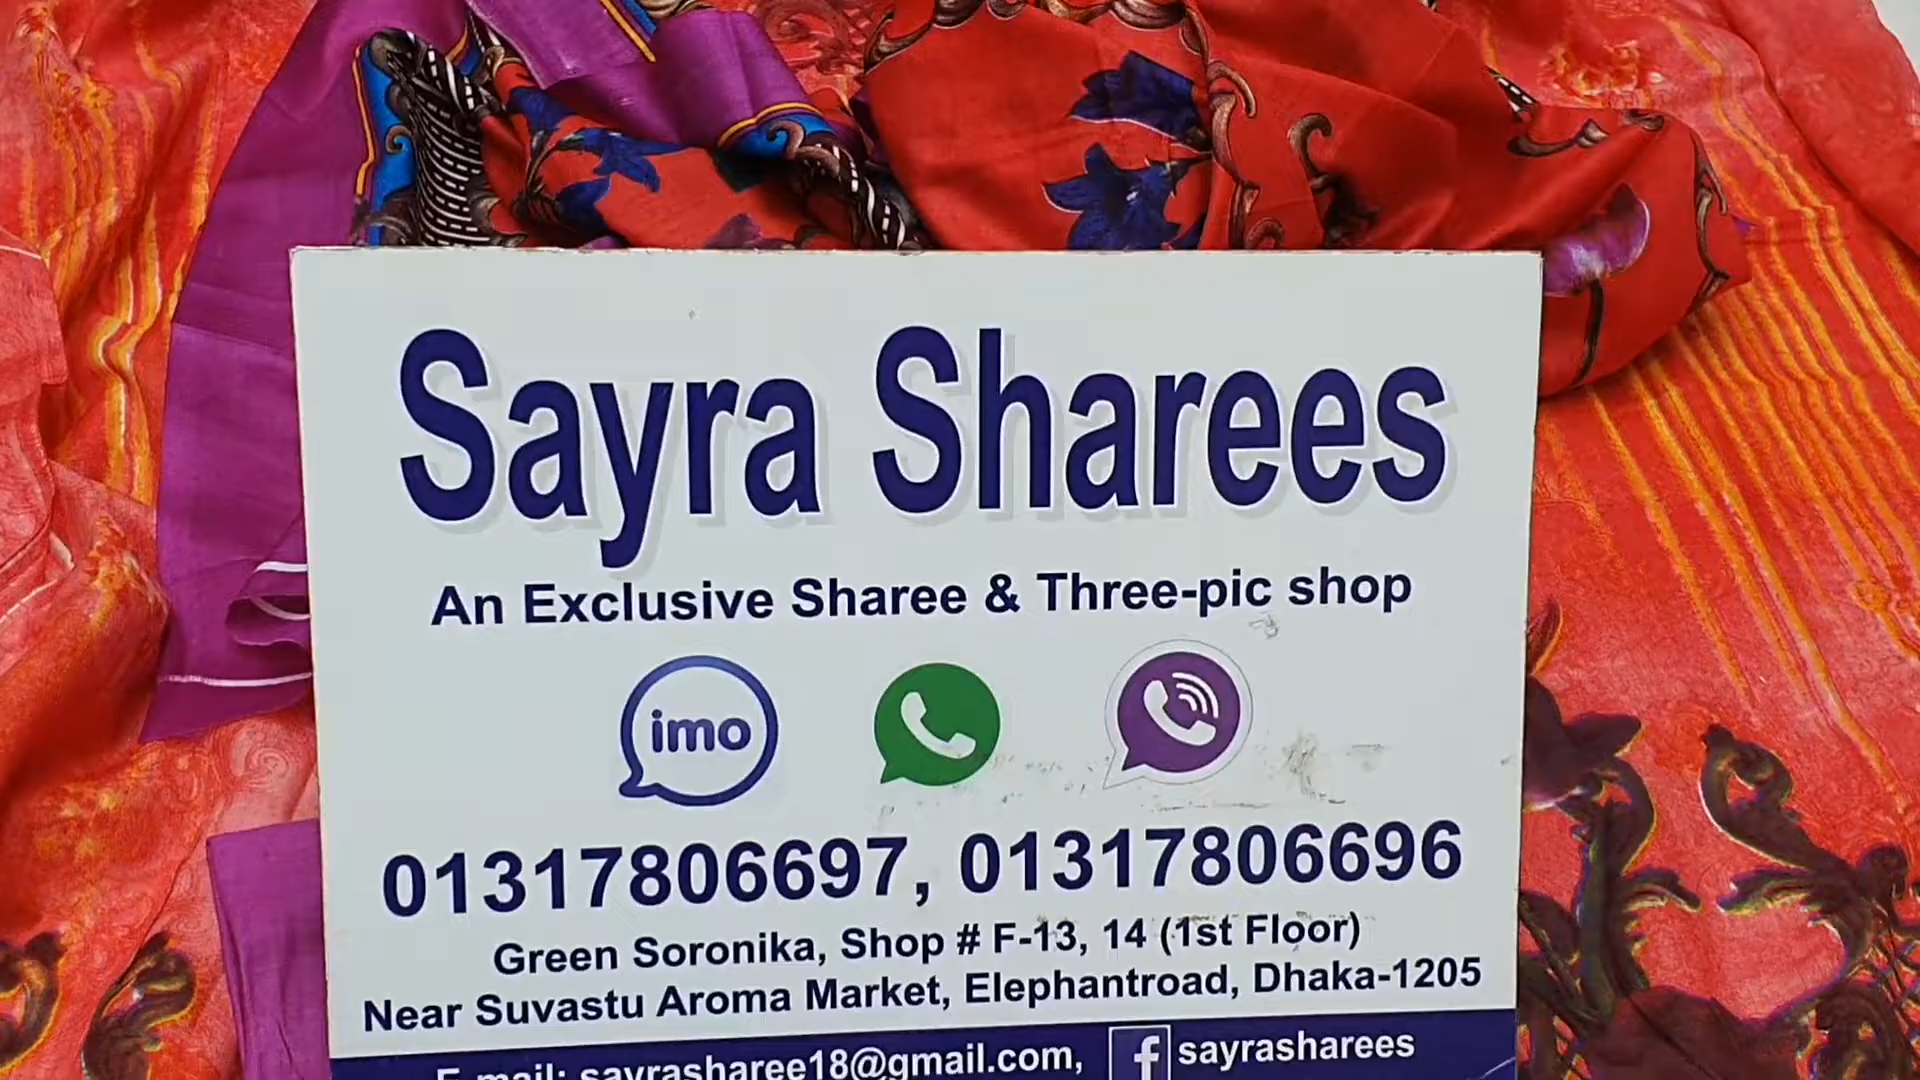 Sayra Sharees
An Exclusive Sharee & Three-pic shop
imo
01317806697, 01317806696
Green Soronika, Shop # F-13, 14 (1st Floor)
Near Suvastu Aroma Market, Elephantroad, Dhaka-1205
E-mail: sayrasharee18@gmail.com, f sayrasharees